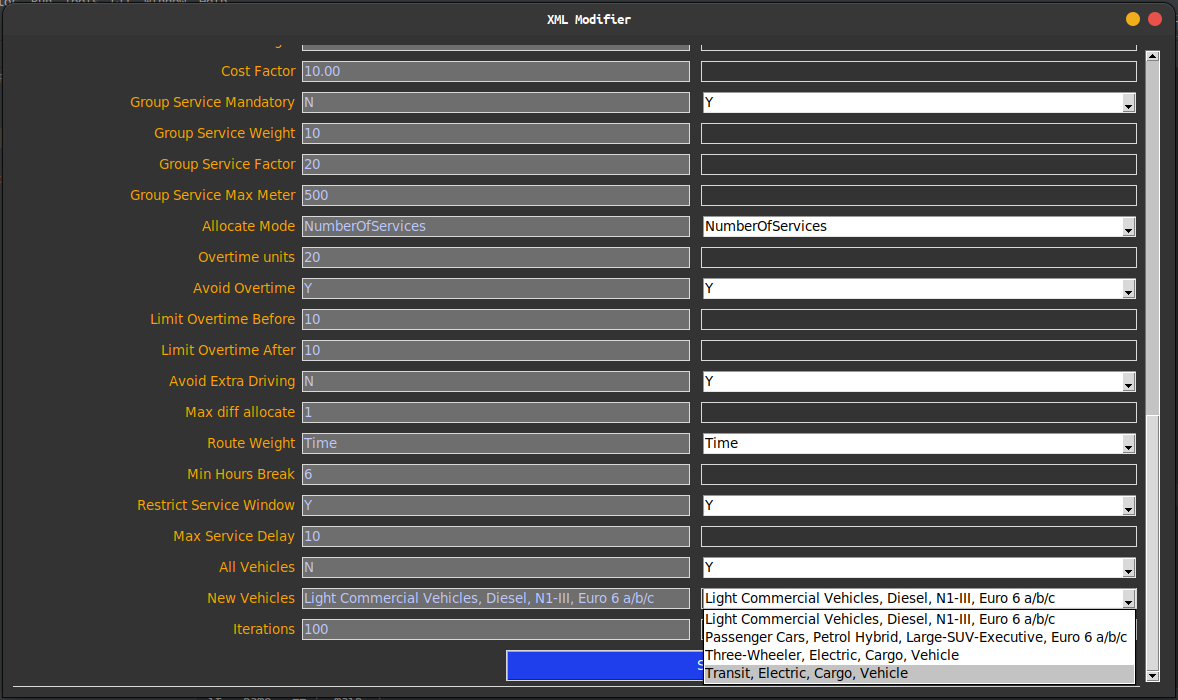 XML Modifier
Cost Factor 10.00
Group Service Mandatory N Y
Group Service Weight 10
Group Service Factor 20
Group Service Max Meter 500
Allocate Mode NumberOfServices NumberOfServices
Overtime units 20
Avoid Overtime Y Y
Limit Overtime Before 10
Limit Overtime After 10
Avoid Extra Driving N Y
Max diff allocate 1
Route Weight Time Time
Min Hours Break 6
Restrict Service Window Y Y
Max Service Delay 10
All Vehicles N Y
New Vehicles Light Commercial Vehicles, Diesel, N1-III, Euro 6 a/b/c Light Commercial Vehicles, Diesel, N1-III, Euro 6 a/b/c
Light Commercial Vehicles, Diesel, N1-III, Euro 6 a/b/c
Iterations 100
Passenger Cars, Petrol Hybrid, Large-SUV-Executive, Euro 6 a/b/c
Three-Wheeler, Electric, Cargo, Vehicle
Transit, Electric, Cargo, Vehicle